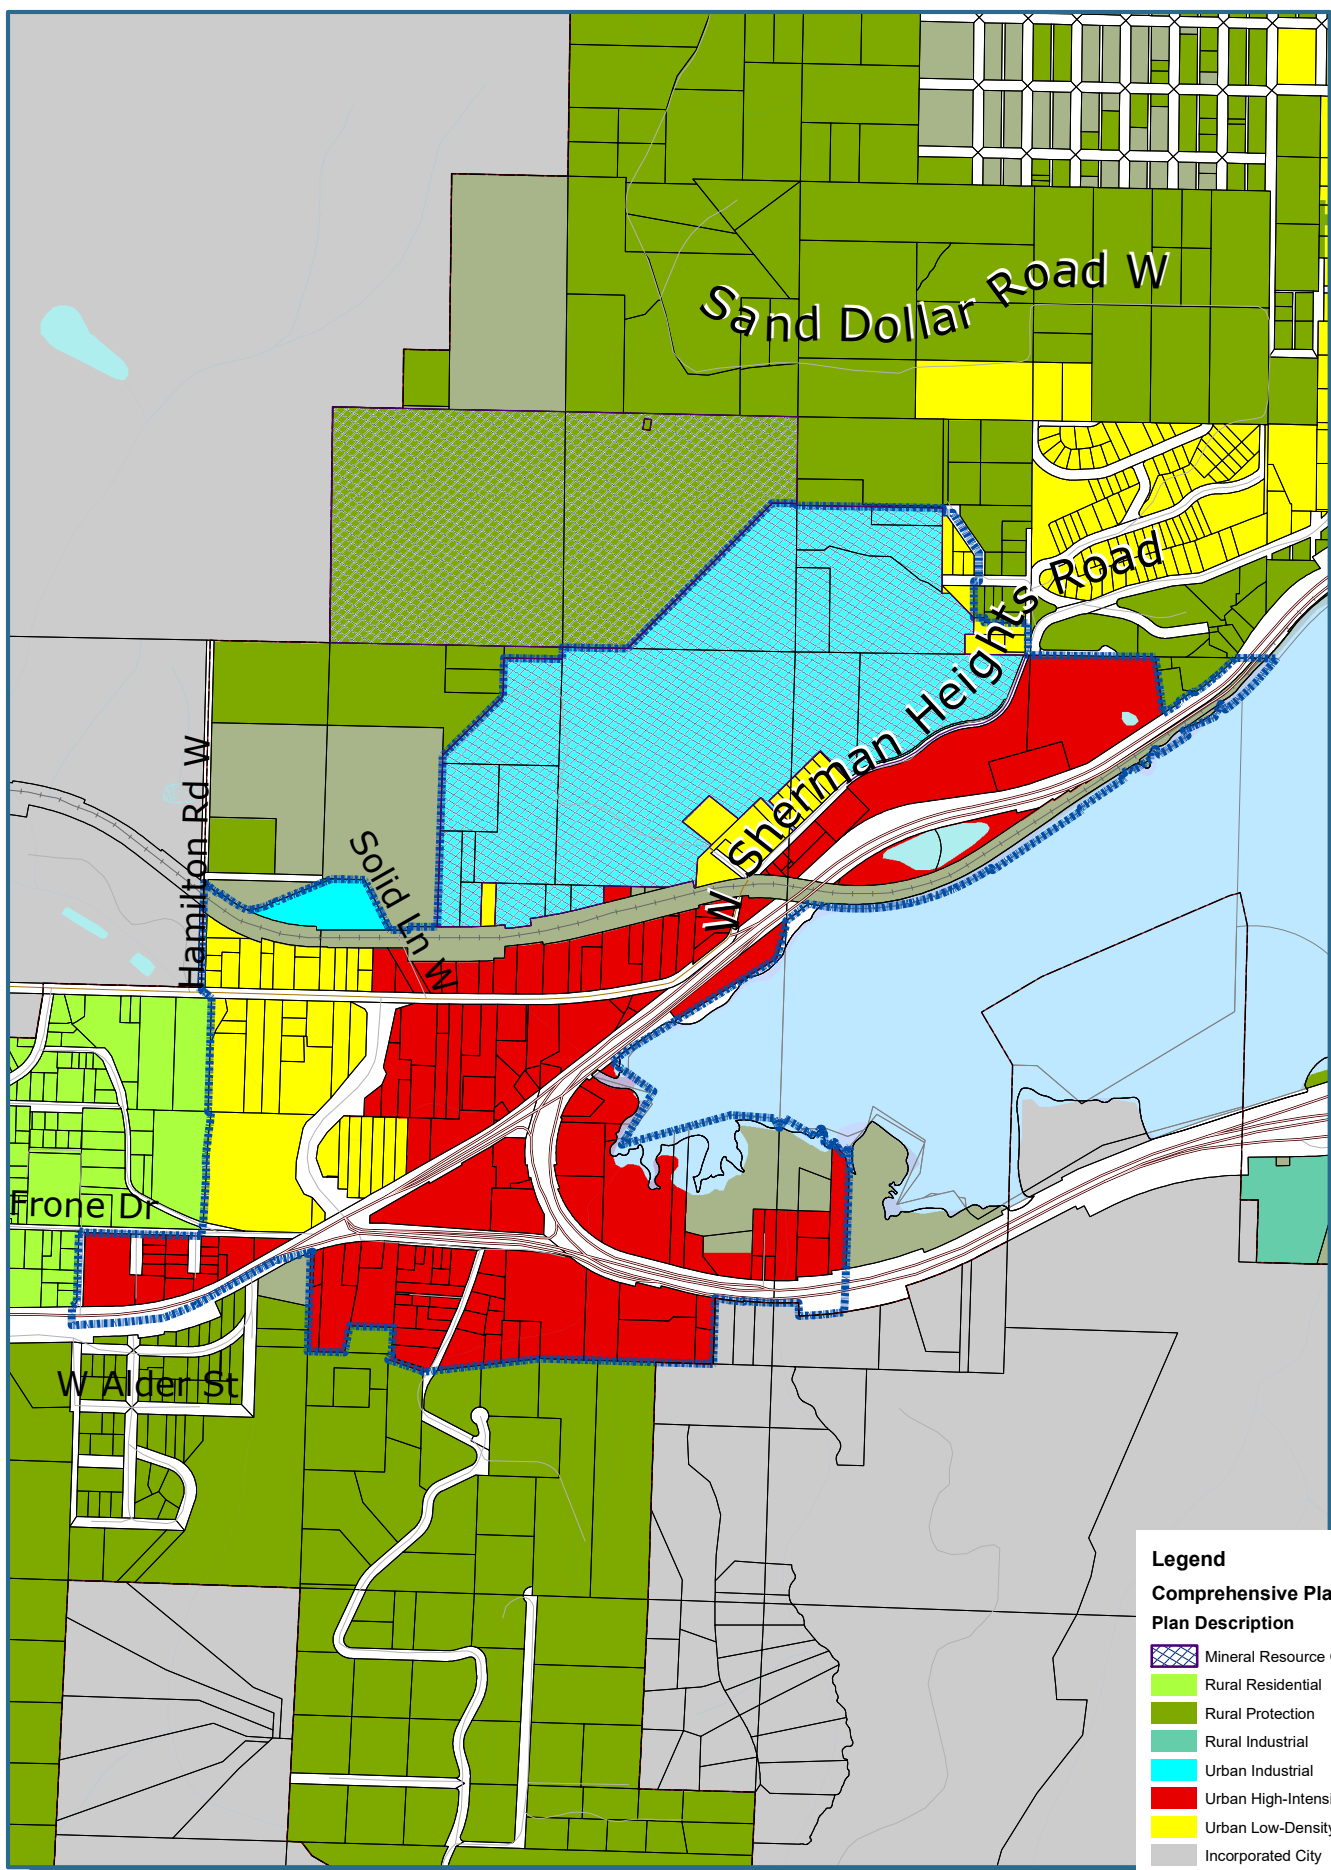 Sand Dollar Road W
W Sherman Heights Road
Hamilton Rd W
Solid Ln W
Frone Dr
W Alder St
Legend
Comprehensive Pla
Plan Description
Mineral Resource
Rural Residential
Rural Protection
Rural Industrial
Urban Industrial
Urban High-Intensi
Urban Low-Density
Incorporated City